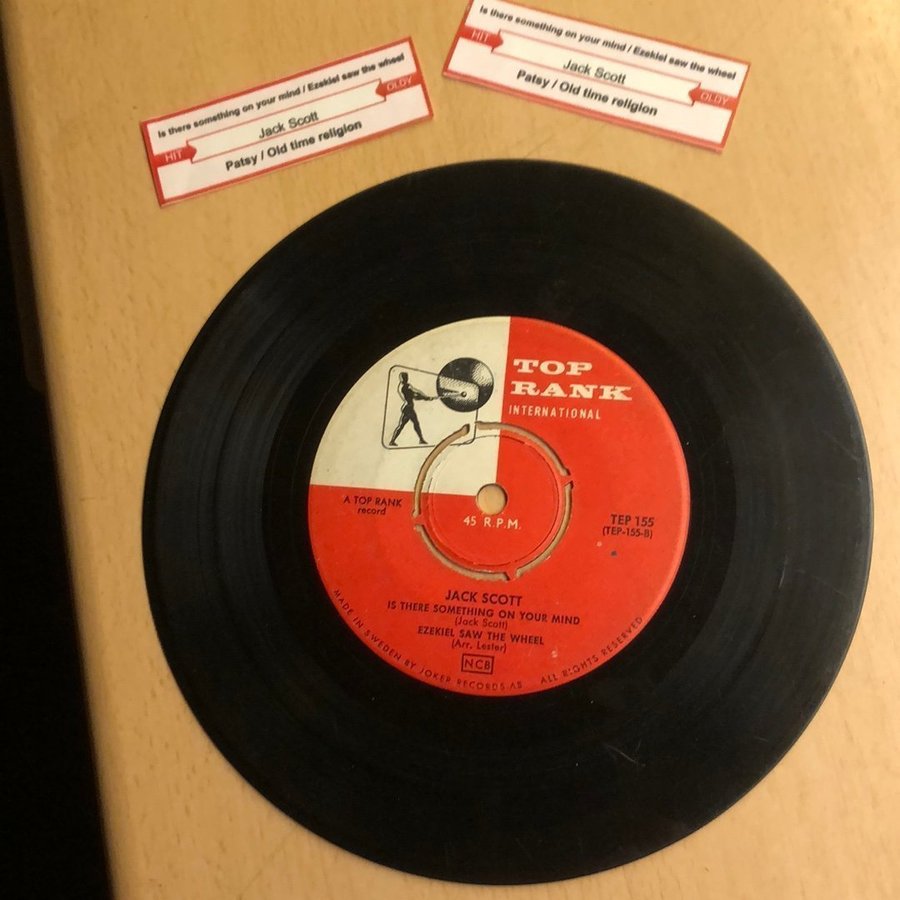 Is there something on your mind / Ezekiel saw the wheel
HIT
Jack Scott
OLDY
Patsy / Old time religion
Is there something on your mind / Ezekiel saw the wheel
HIT
Jack Scott
OLDY
Patsy / Old time religion
TOP
RANK
INTERNATIONAL
A TOP RANK
record
45 R.P.M.
TEP 155
(TEP-155-B)
JACK SCOTT
IS THERE SOMETHING ON YOUR MIND
(Jack Scott)
EZEKIEL SAW THE WHEEL
(Arr. Lester)
NCB
MADE IN SWEDEN BY JOKER RECORDS-AB ALL RIGHTS RESERVED